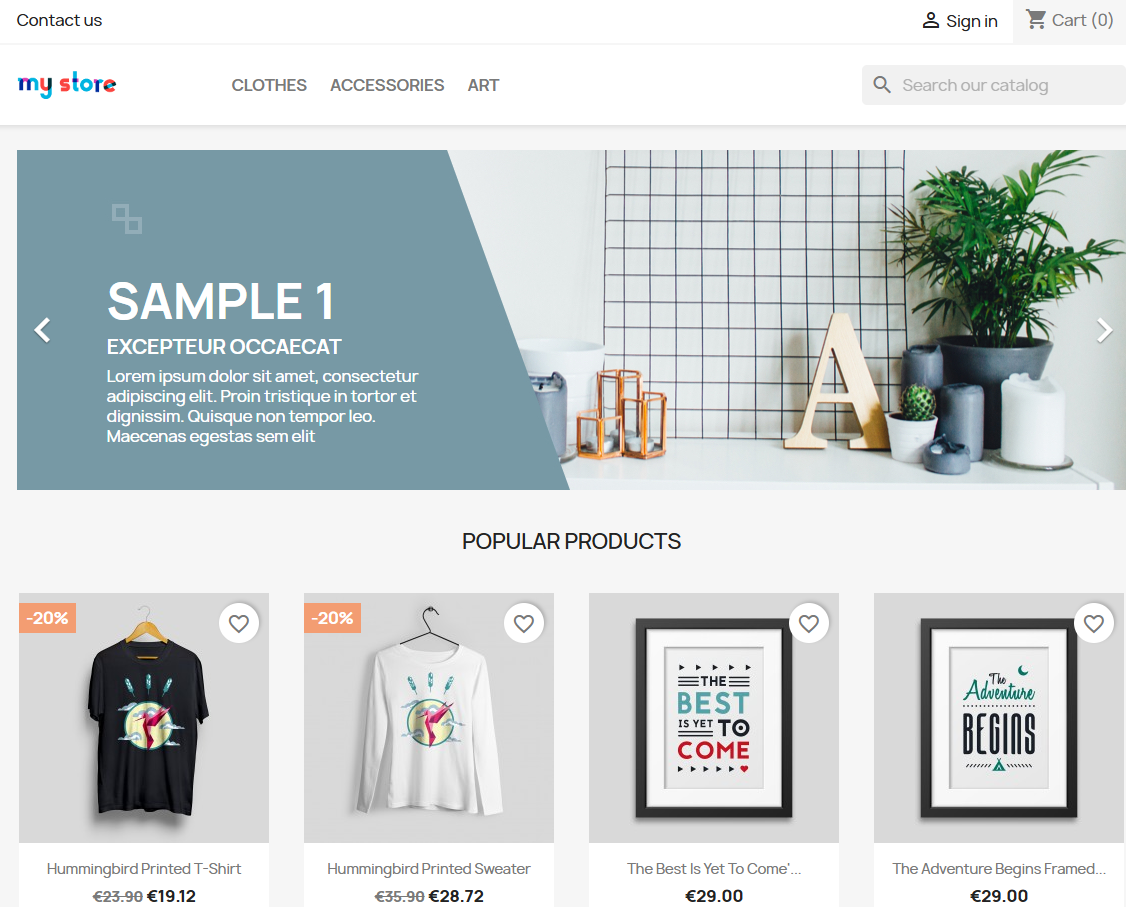 Contact us
Sign in
Cart (0)
my store
CLOTHES
ACCESSORIES
ART
Search our catalog
SAMPLE 1
EXCEPTEUR OCCAECAT
Lorem ipsum dolor sit amet, consectetur
adipiscing elit. Proin tristique in tortor et
dignissim. Quisque non tempor leo.
Maecenas egestas sem elit
A
POPULAR PRODUCTS
-20%
Hummingbird Printed T-Shirt
€23.90 €19.12
-20%
Hummingbird Printed Sweater
€35.90 €28.72
THE
BEST
IS YET TO
COME
The Best Is Yet To Come'...
€29.00
The
Adventure
BEGINS
The Adventure Begins Framed...
€29.00